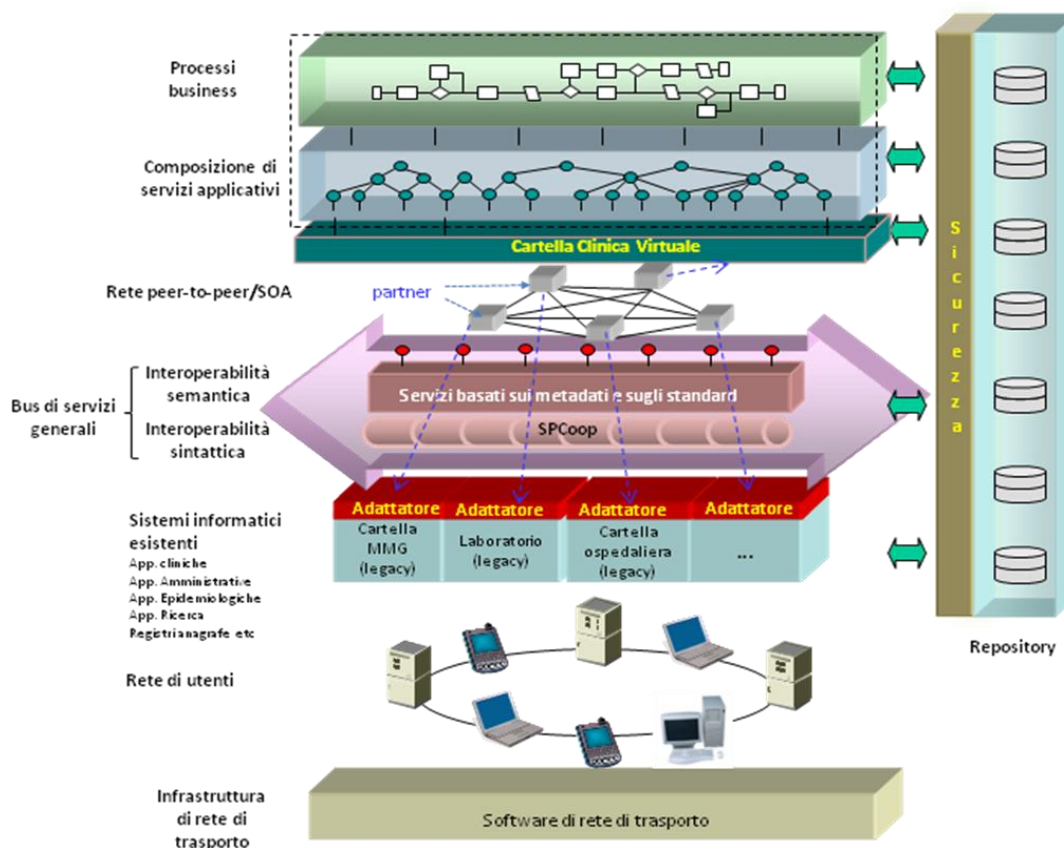 Processi
business
Composizione di
servizi applicativi
Cartella Clinica Virtuale
Rete peer-to-peer/SOA
partner
Bus di servizi
generali
Interoperabilità
semantica
Interoperabilità
sintattica
Servizi basati sui metadati e sugli standard
SPCoop
Sistemi informatici
esistenti
App. cliniche
App. Amministrative
App. Epidemiologiche
App. Ricerca
Registri anagrafe etc
Adattatore
Cartella
MMG
(legacy)
Adattatore
Laboratorio
(legacy)
Adattatore
Cartella
ospedaliera
(legacy)
Adattatore
...
Rete di utenti
Infrastruttura
di rete di
trasporto
Software di rete di trasporto
Sicurezza
Repository